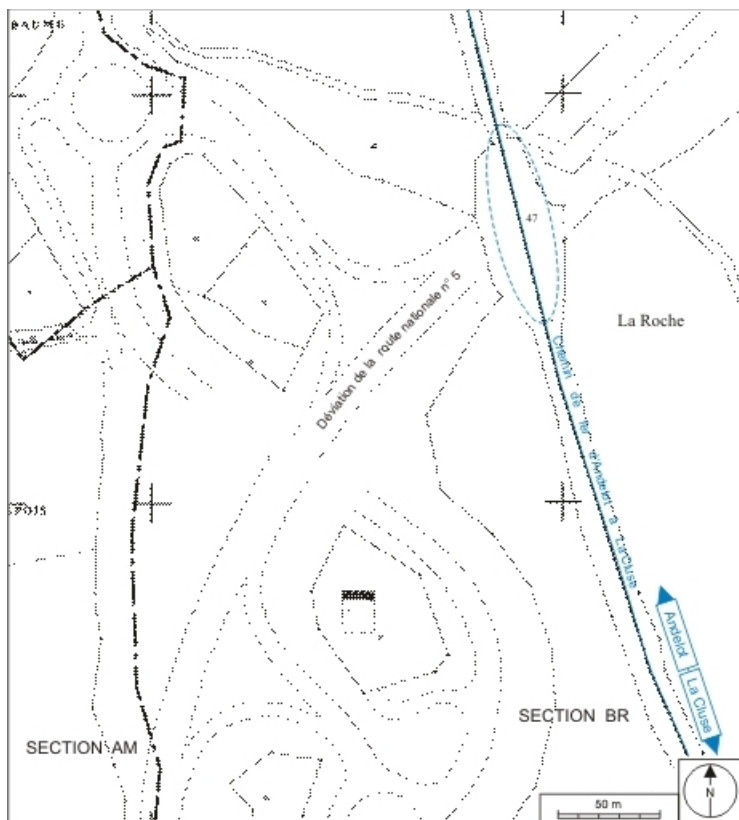 47
La Roche
Déviation de la route nationale n° 5
Chemin de fer d'Andelot à La Cluse
Andelot
La Cluse
SECTION BR
SECTION AM
50 m
N